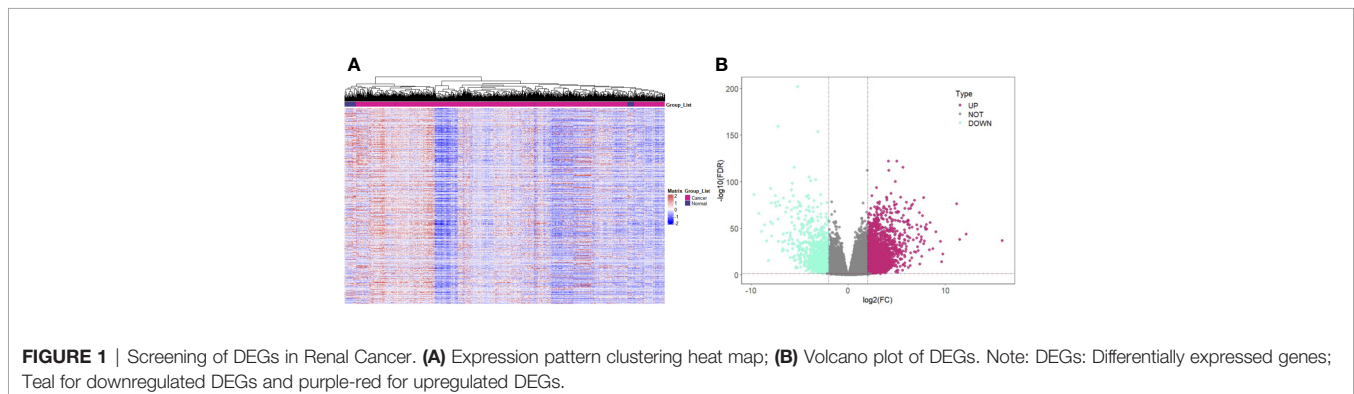 A
Group_List
Matrix Group_List
2
1
0
-1
-2
Cancer
Normal
B
200
150
100
50
0
-log10(FDR)
-10
0
10
log2(FC)
Type
UP
NOT
DOWN
FIGURE 1 | Screening of DEGs in Renal Cancer. (A) Expression pattern clustering heat map; (B) Volcano plot of DEGs. Note: DEGs: Differentially expressed genes;
Teal for downregulated DEGs and purple-red for upregulated DEGs.